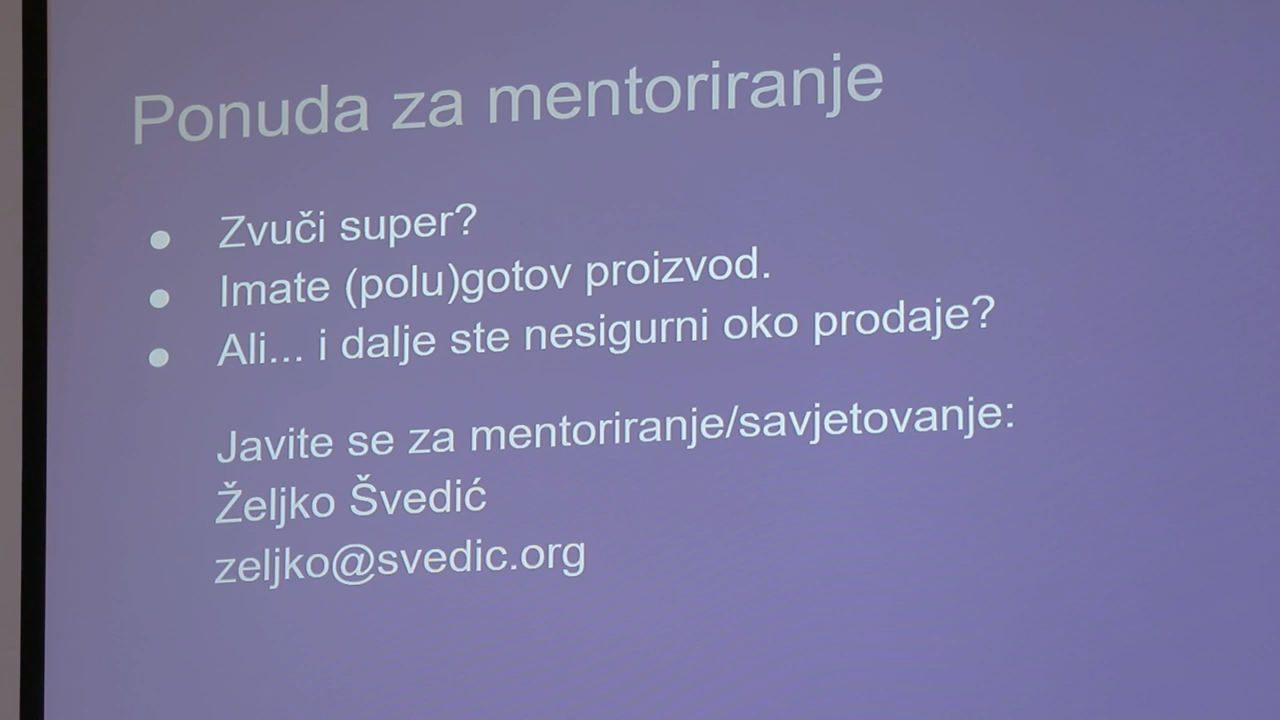 Ponuda za mentoriranje
● Zvuči super?
● Imate (polu)gotov proizvod.
● Ali... i dalje ste nesigurni oko prodaje?
Javite se za mentoriranje/savjetovanje:
Željko Švedić
zeljko@svedic.org